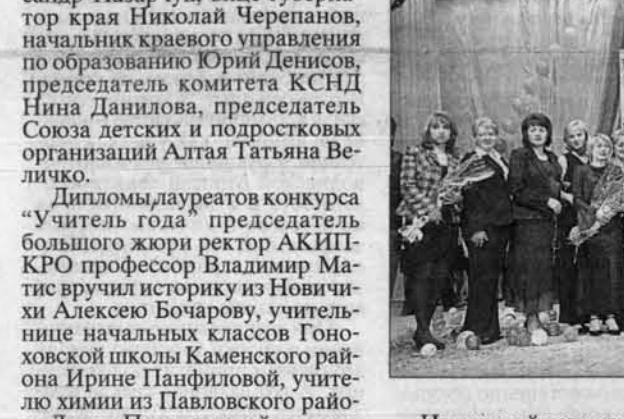 тор края Николай Черепанов,
начальник краевого управления
по образованию Юрий Денисов,
председатель комитета КСНД
Нина Данилова, председатель
Союза детских и подростковых
организаций Алтая Татьяна Ве-
личко.
Дипломы лауреатов конкурса
"Учитель года" председатель
большого жюри ректор АКИП-
КРО профессор Владимир Ма-
тис вручил историку из Новичи-
хи Алексею Бочарову, учитель-
нице начальных классов Гоно-
ховской школы Каменского рай-
она Ирине Панфиловой, учите-
лю химии из Павловского райо-